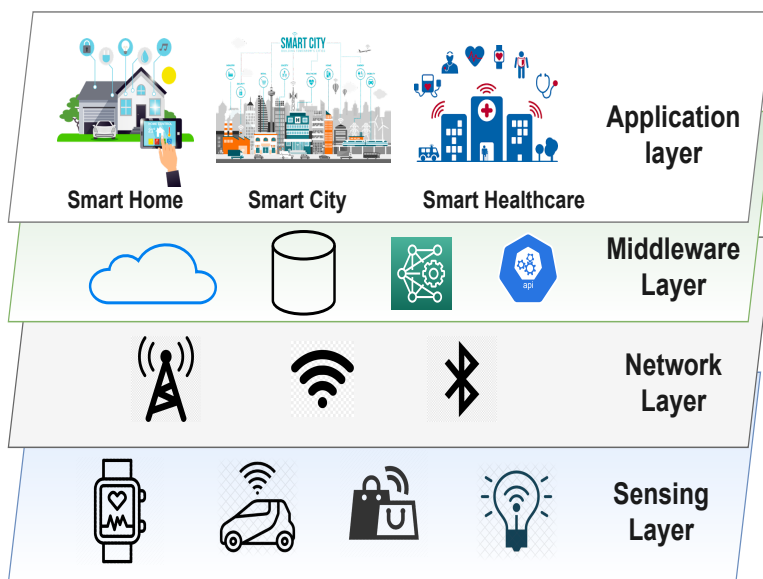 SMART CITY
Application
layer
Smart Home
Smart City
Smart Healthcare
Middleware
Layer
api
Network
Layer
Sensing
Layer